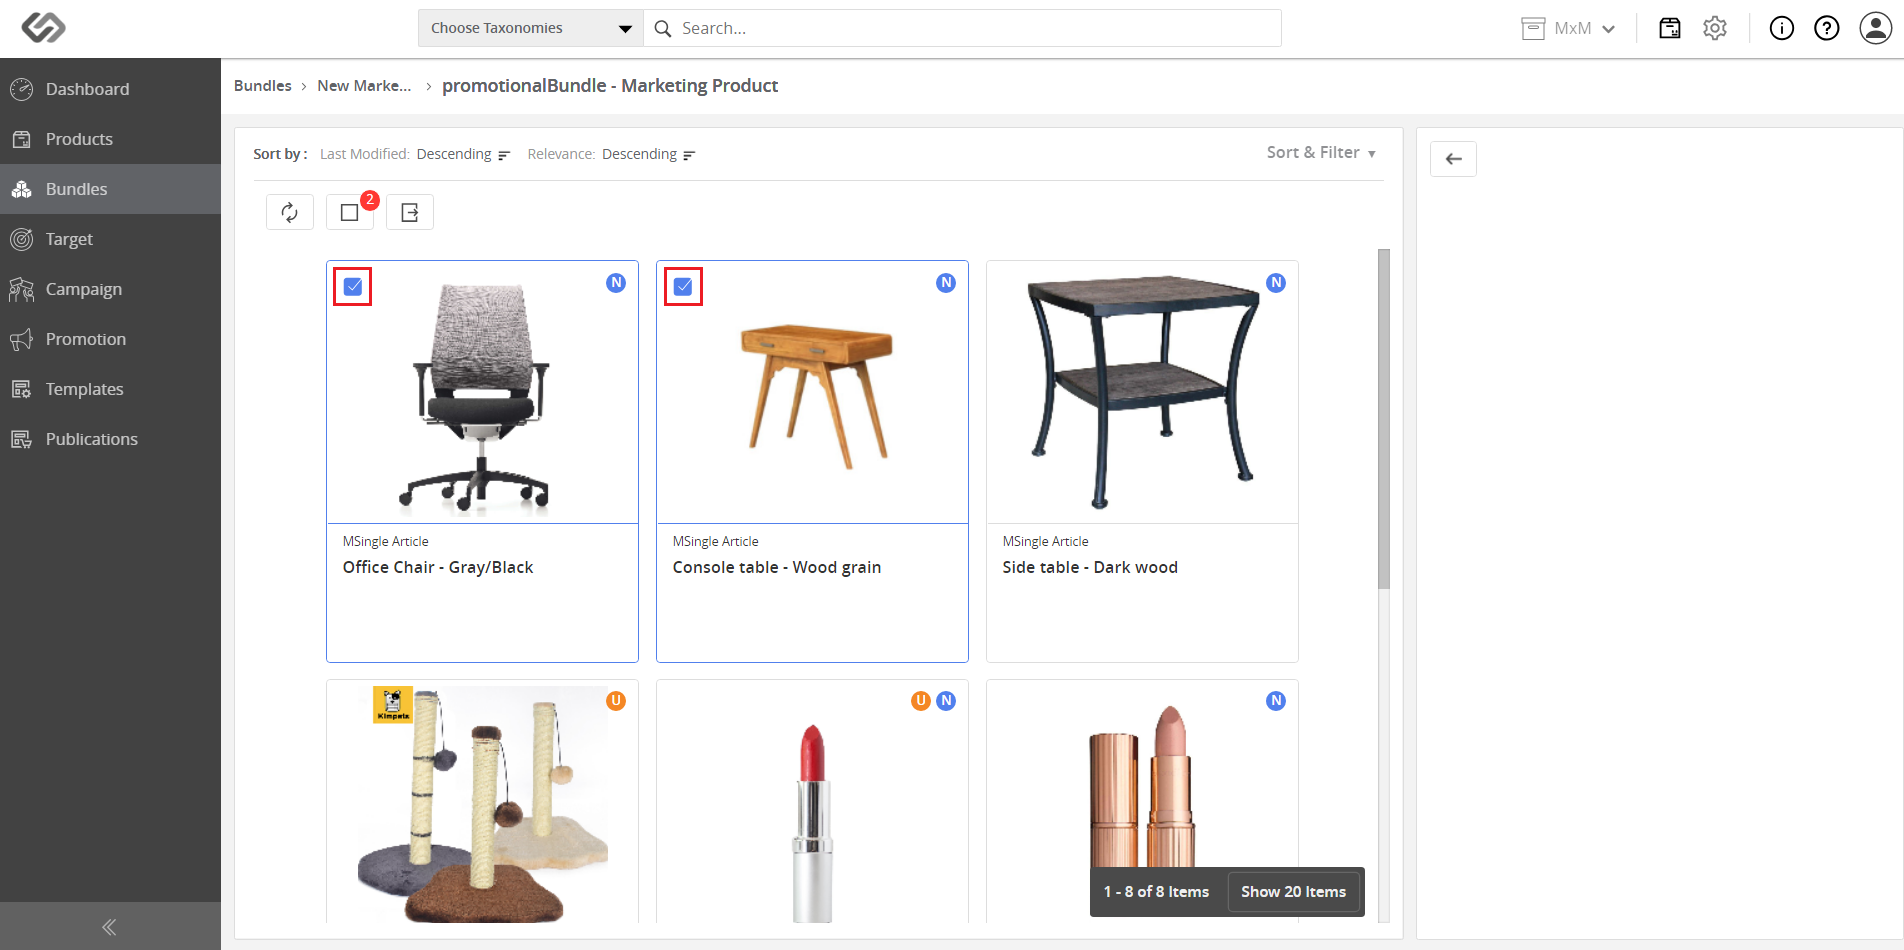 Choose Taxonomies
Search...
MxM
Dashboard
Products
Bundles
Target
Campaign
Promotion
Templates
Publications
Bundles > New Marke... > promotionalBundle - Marketing Product
Sort by : Last Modified: Descending Relevance: Descending
Sort & Filter
2
N
N
N
MSingle Article
Office Chair - Gray/Black
MSingle Article
Console table - Wood grain
MSingle Article
Side table - Dark wood
Kimpets
U
U N
N
1 - 8 of 8 Items
Show 20 Items